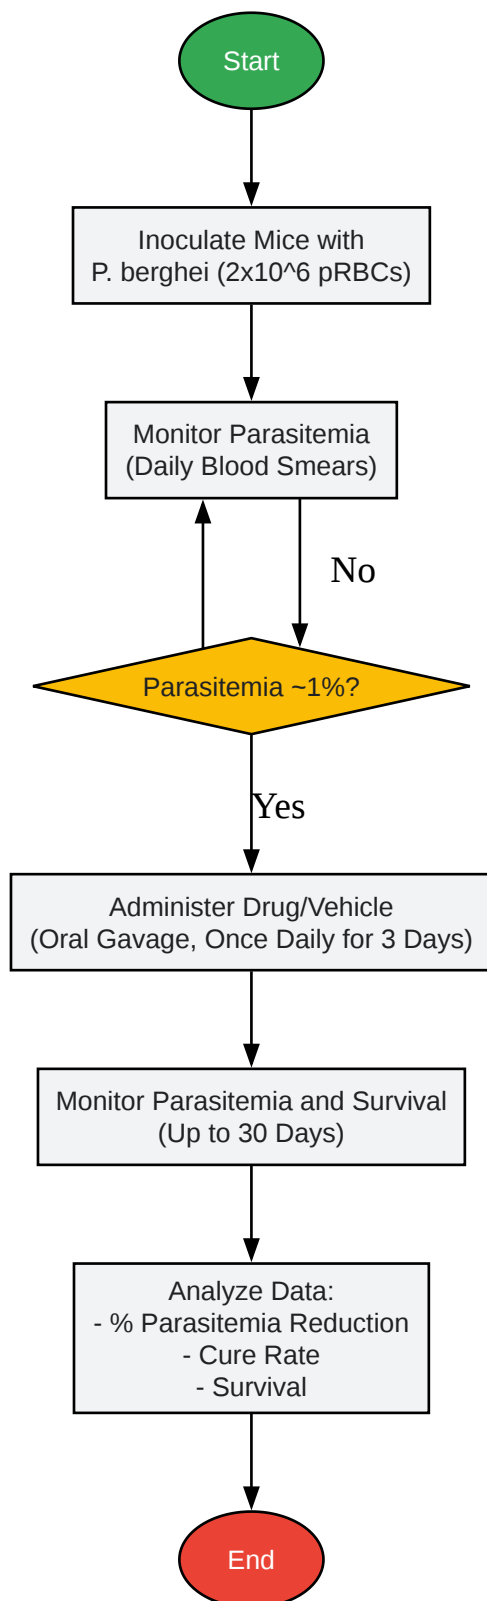 Start
Inoculate Mice with
P. berghei (2x10^6 pRBCs)
Monitor Parasitemia
(Daily Blood Smears)
No
Parasitemia ~1%?
Yes
Administer Drug/Vehicle
(Oral Gavage, Once Daily for 3 Days)
Monitor Parasitemia and Survival
(Up to 30 Days)
Analyze Data:
- % Parasitemia Reduction
- Cure Rate
- Survival
End